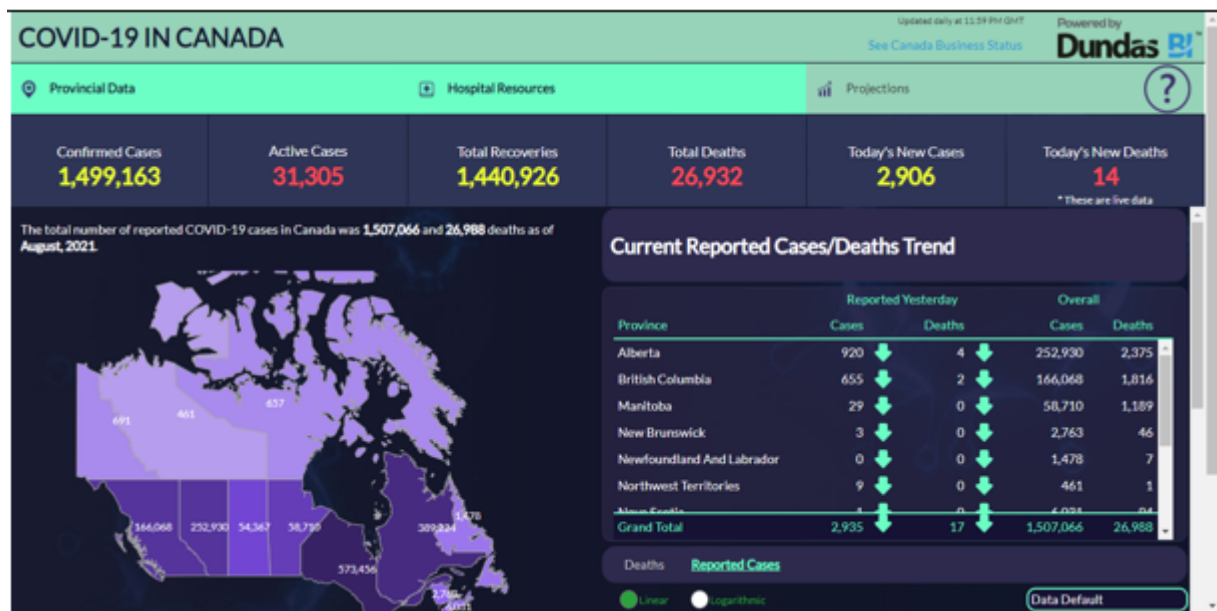 COVID-19 IN CANADA
Updated daily at 11:59 PM GMT
See Canada Business Status
Powered by
Dundas BI
Provincial Data
Hospital Resources
Projections
?
Confirmed Cases
1,499,163
Active Cases
31,305
Total Recoveries
1,440,926
Total Deaths
26,932
Today's New Cases
2,906
Today's New Deaths
14
* These are live data
The total number of reported COVID-19 cases in Canada was 1,507,066 and 26,988 deaths as of
August, 2021.
691
461
657
166,068
252,930
54,367
58,710
573,456
389,224
1,478
Current Reported Cases/Deaths Trend
Reported Yesterday Overall
Province Cases Deaths Cases Deaths
Alberta 920 4 252,930 2,375
British Columbia 655 2 166,068 1,816
Manitoba 29 0 58,710 1,189
New Brunswick 3 0 2,763 46
Newfoundland And Labrador 0 0 1,478 7
Northwest Territories 9 0 461 1
Nova Scotia
Grand Total 2,935 17 1,507,066 26,988
Deaths Reported Cases
Linear Logarithmic
Data Default